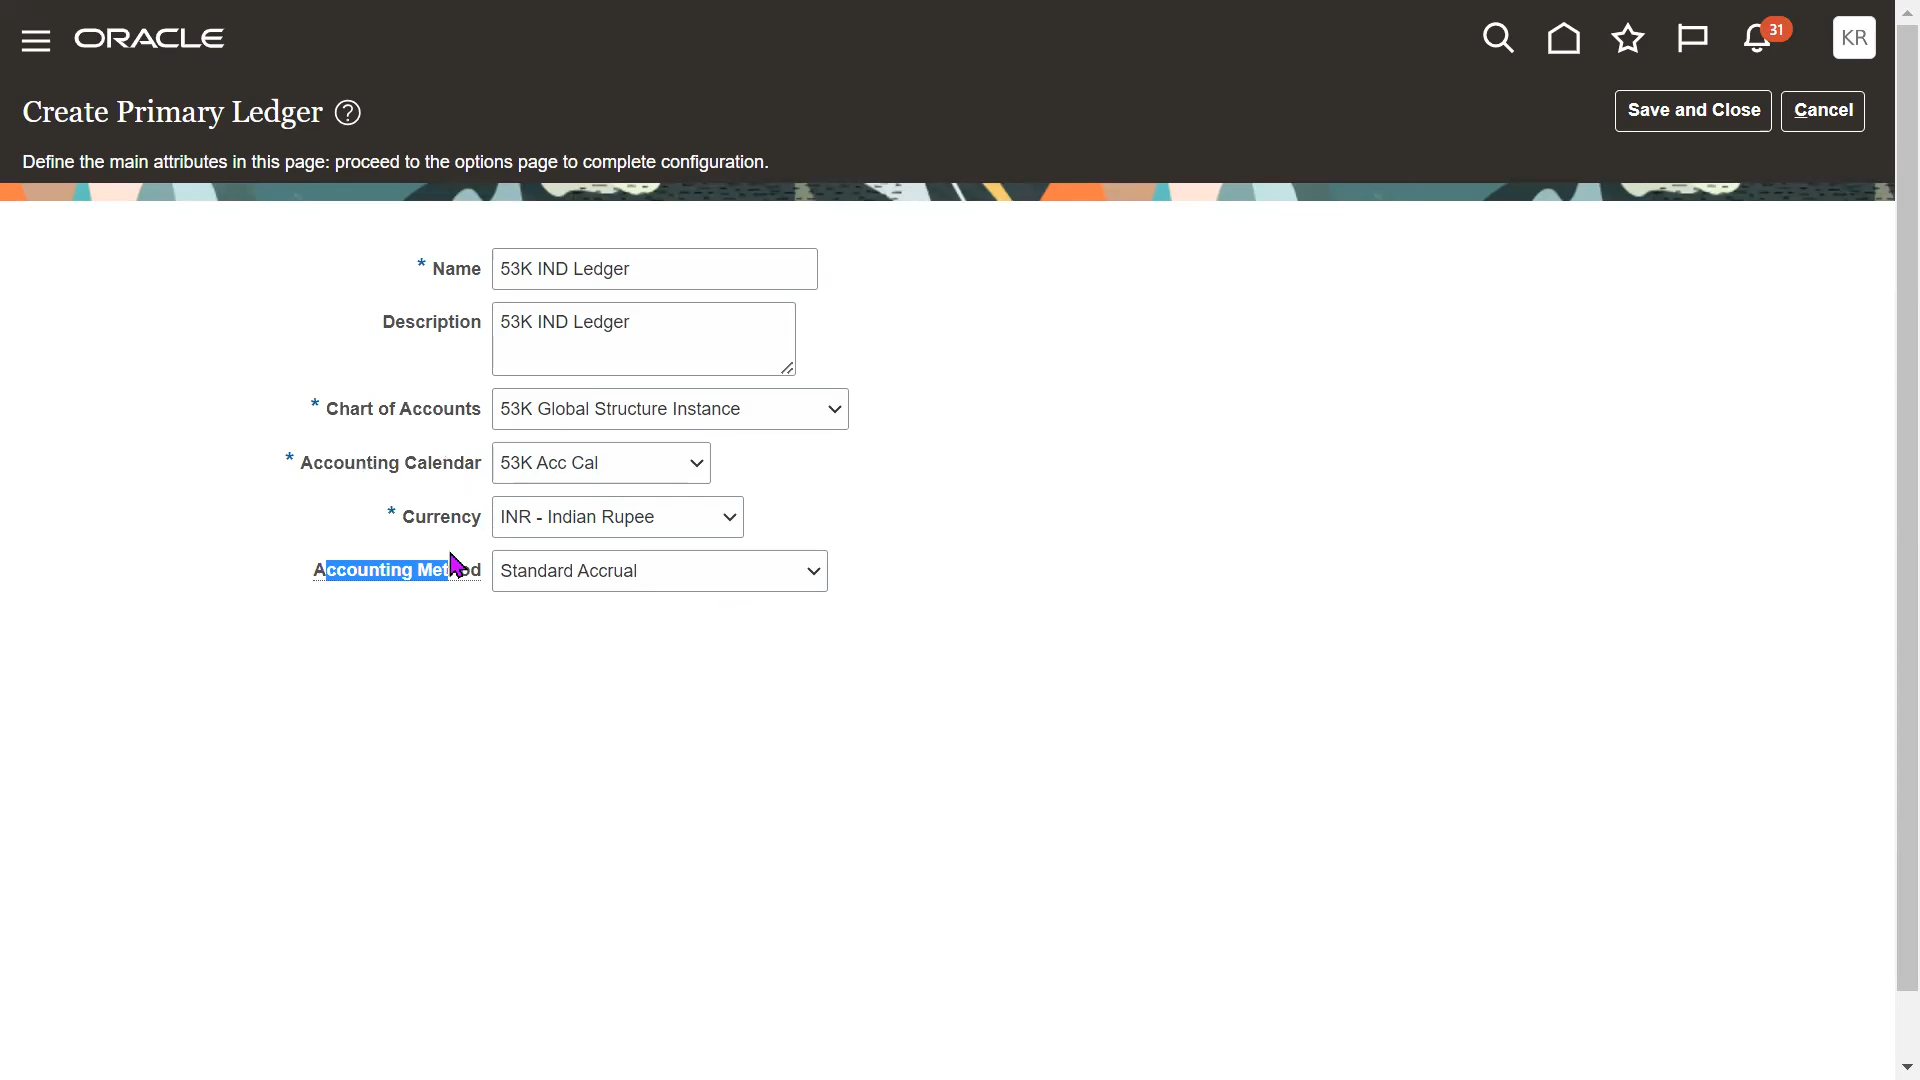 ORACLE
31
KR
Create Primary Ledger ?
Save and Close
Cancel
Define the main attributes in this page: proceed to the options page to complete configuration.
* Name 53K IND Ledger
Description 53K IND Ledger
* Chart of Accounts 53K Global Structure Instance
* Accounting Calendar 53K Acc Cal
* Currency INR - Indian Rupee
Accounting Method Standard Accrual